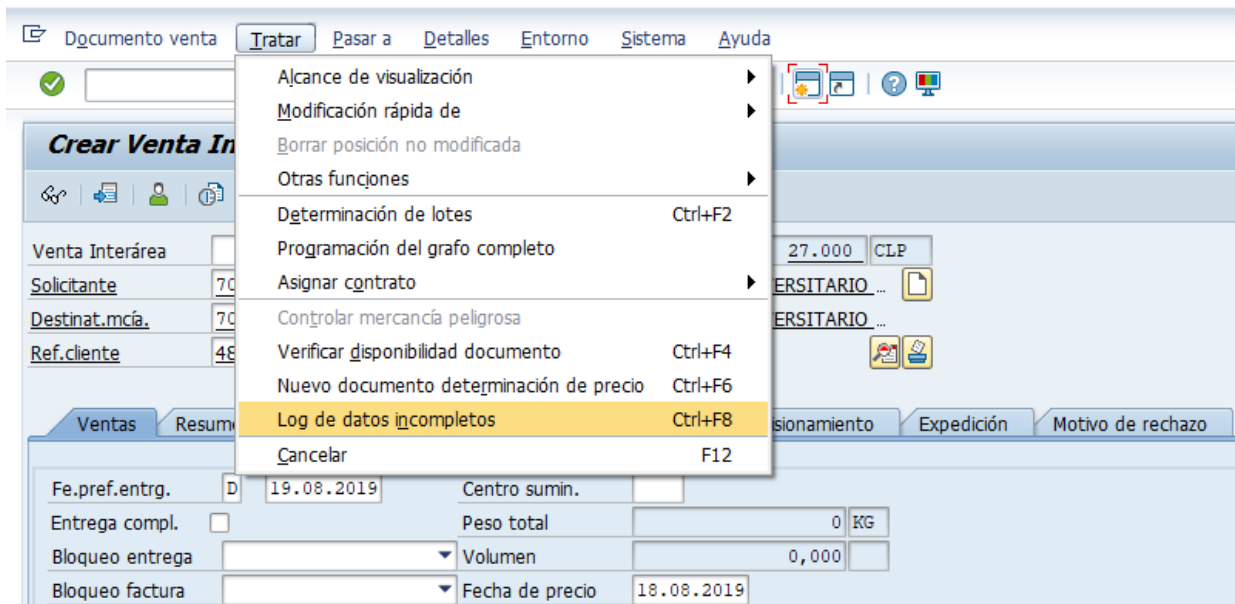 Documento venta Tratar Pasar a Detalles Entorno Sistema Ayuda
Alcance de visualización
Modificación rápida de
Crear Venta In
Borrar posición no modificada
Otras funciones
Determinación de lotes Ctrl+F2
Venta Interárea Programación del grafo completo 27.000 CLP
Solicitante 70 Asignar contrato ERSITARIO ...
Destinat.mcía. 70 Controlar mercancía peligrosa ERSITARIO ...
Ref.cliente 48 Verificar disponibilidad documento Ctrl+F4
Nuevo documento determinación de precio Ctrl+F6
Ventas Resum Log de datos incompletos Ctrl+F8 isionamiento Expedición Motivo de rechazo
Cancelar F12
Fe.pref.entrg. D 19.08.2019 Centro sumin.
Entrega compl. Peso total 0 KG
Bloqueo entrega Volumen 0,000
Bloqueo factura Fecha de precio 18.08.2019